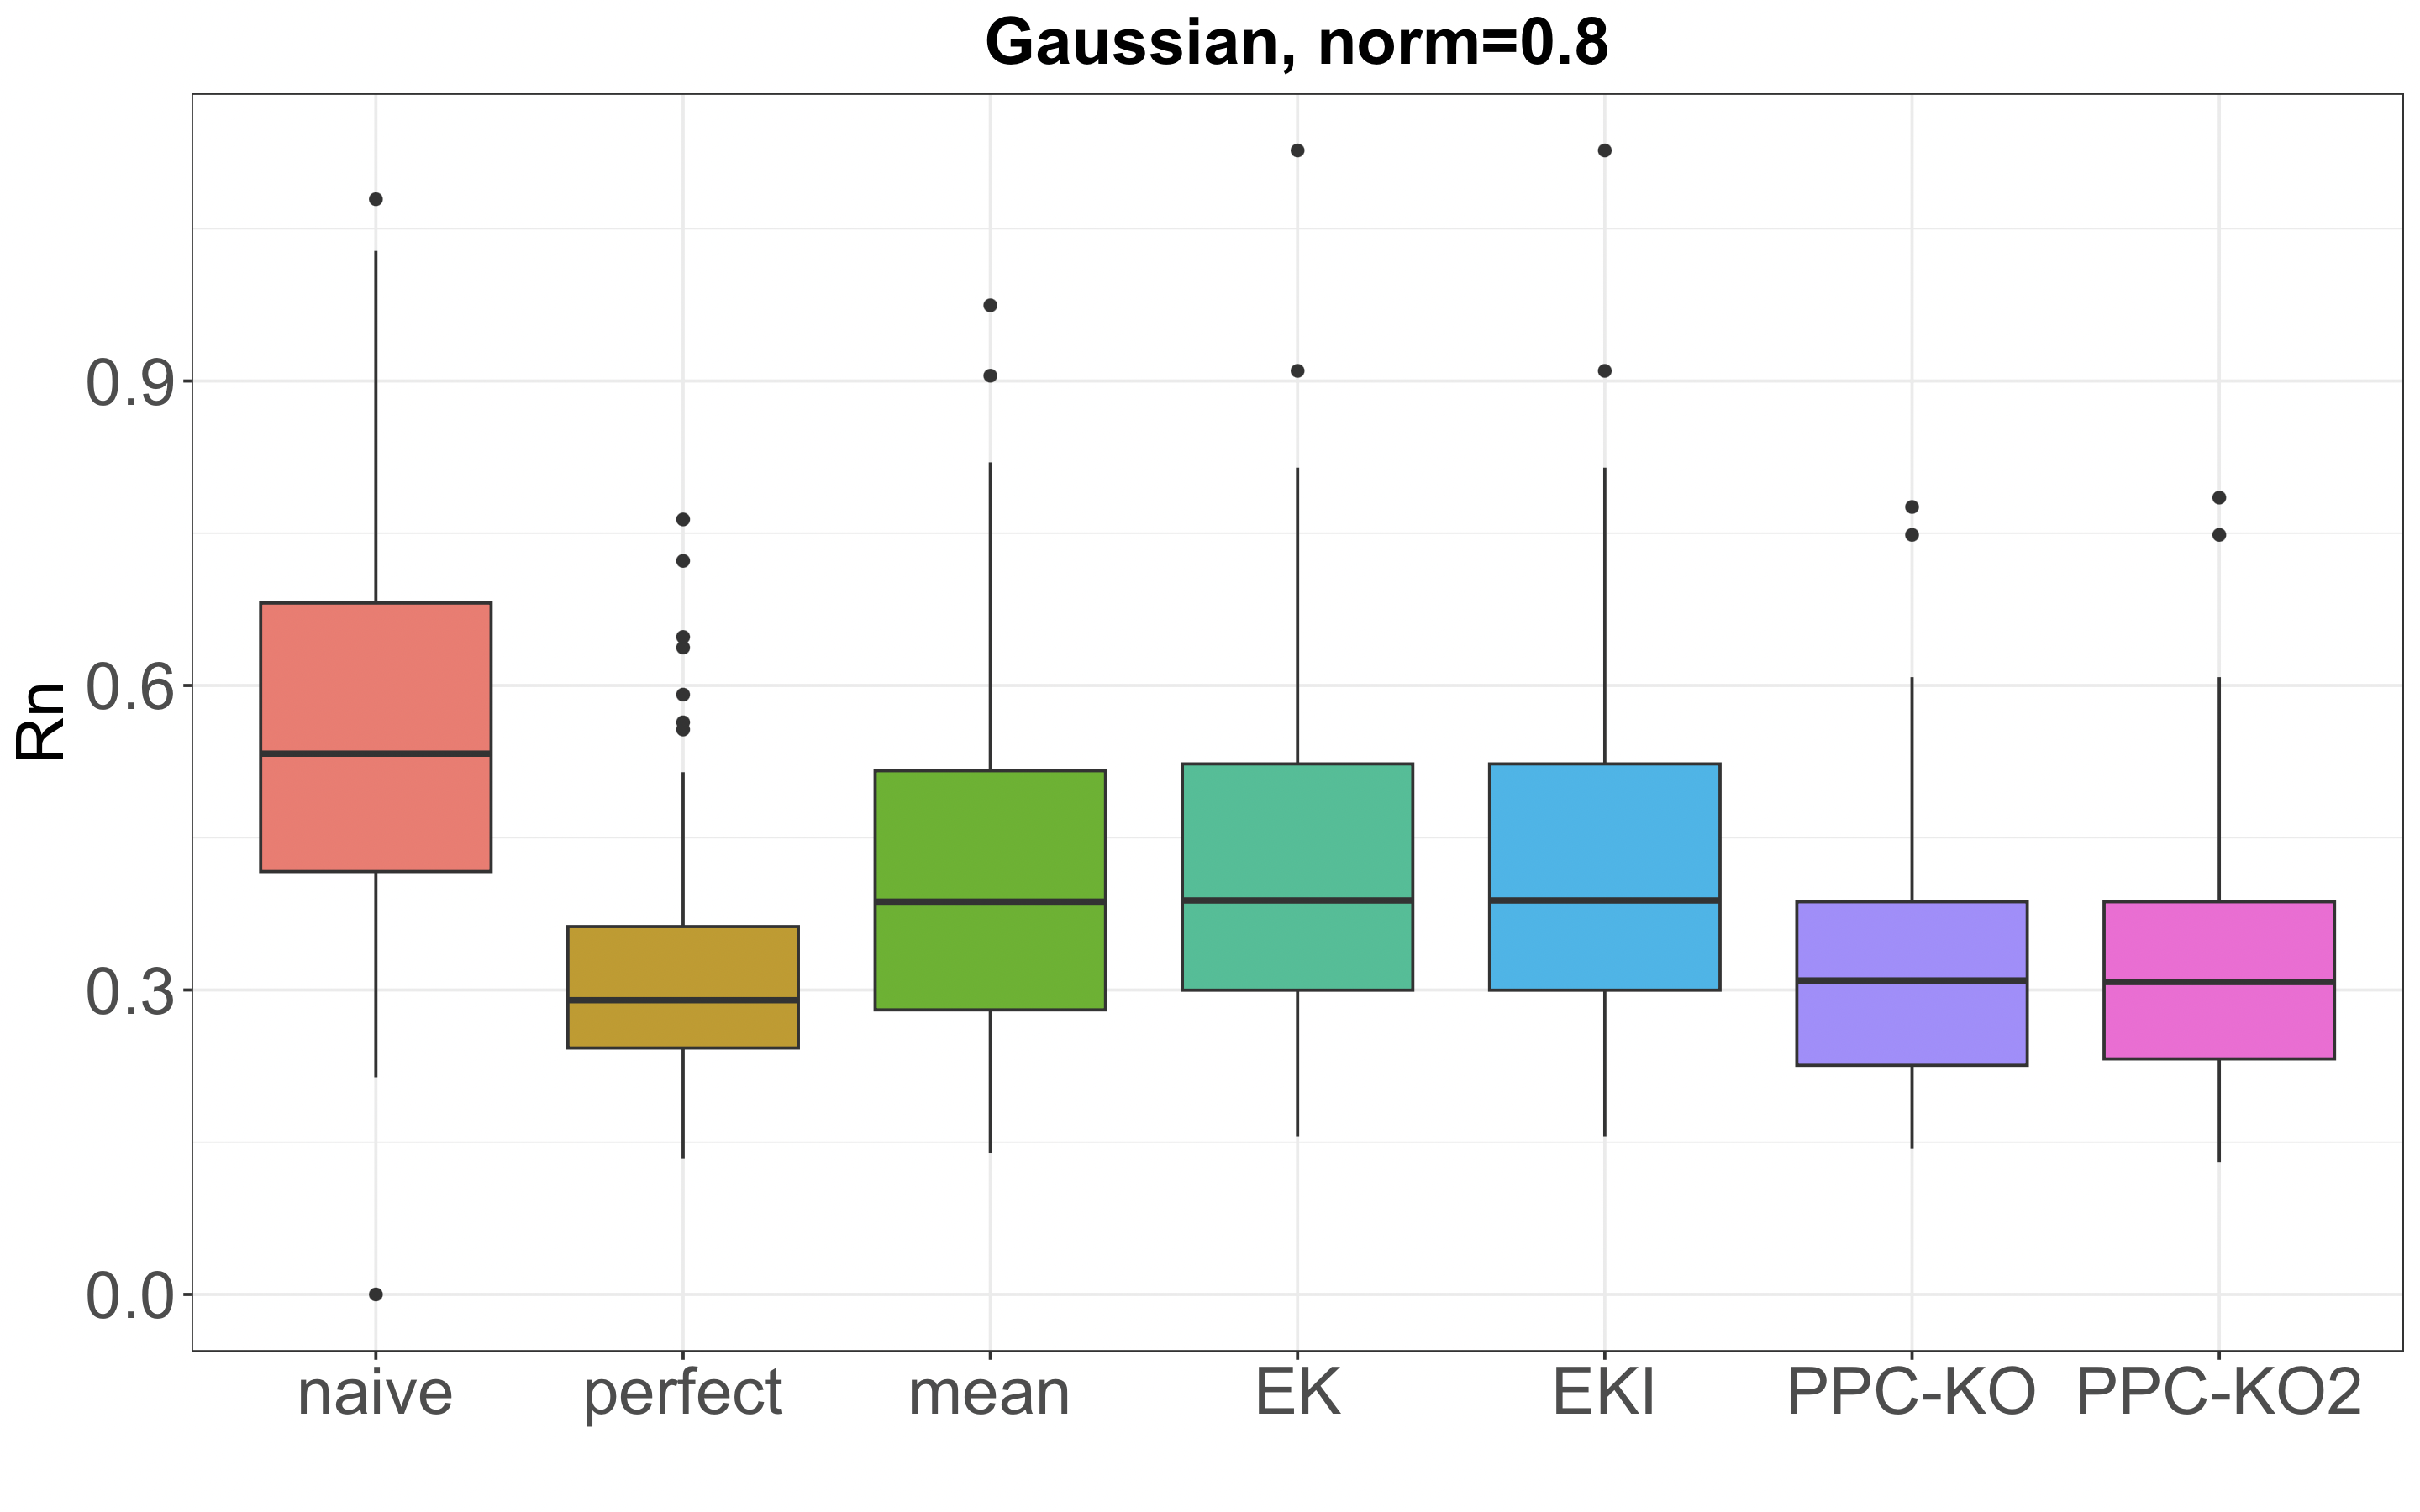 Gaussian, norm=0.8
Rn
0.9
0.6
0.3
0.0
naive perfect mean EK EKI PPC-KO PPC-KO2